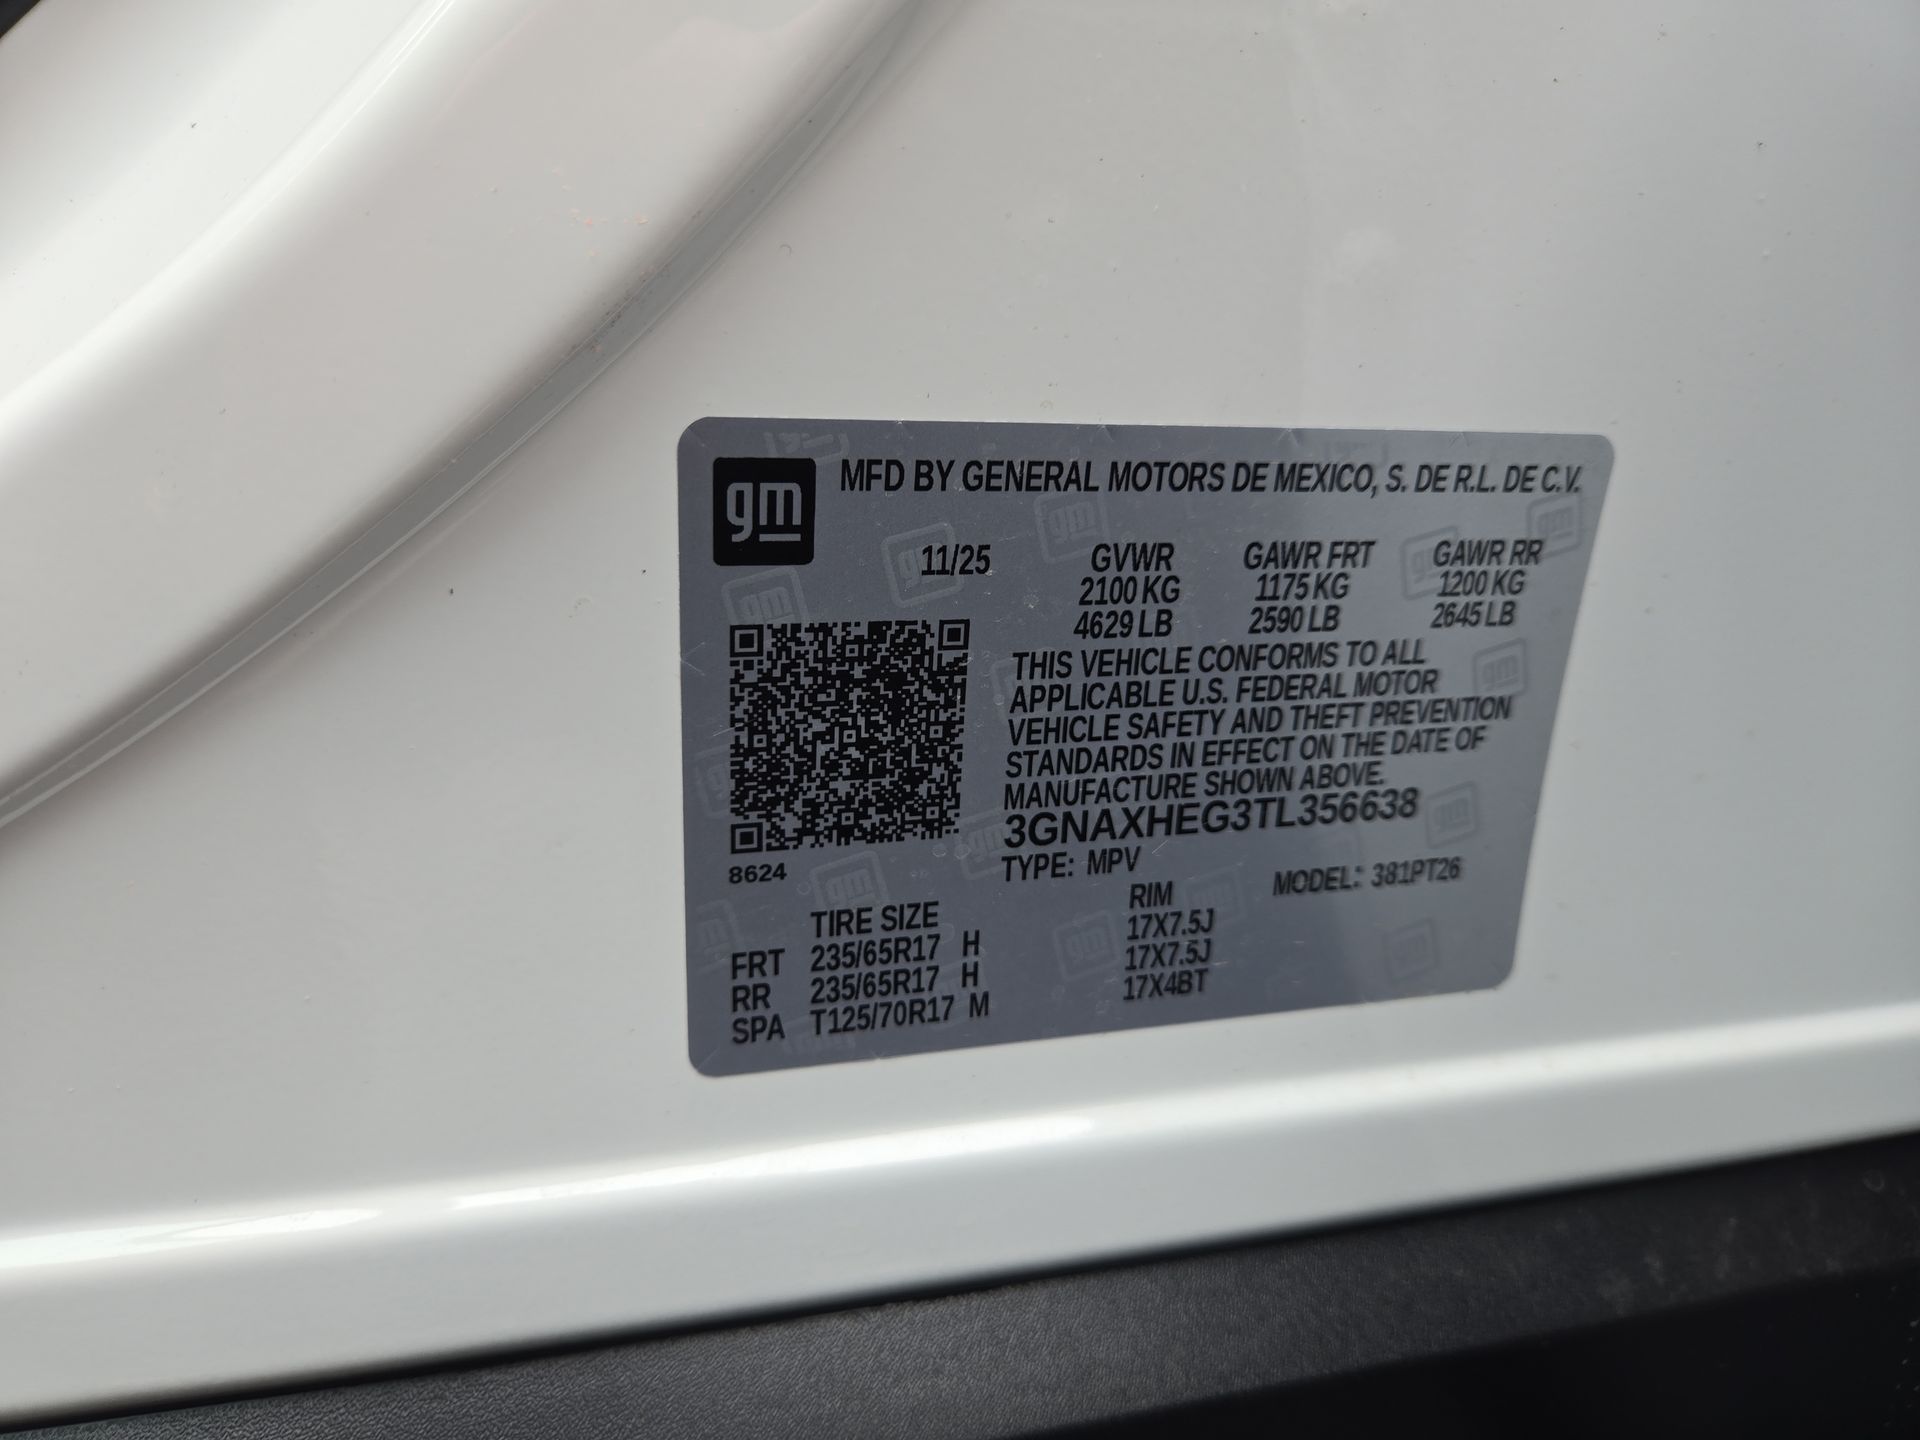 gm MFD BY GENERAL MOTORS DE MEXICO, S. DE R.L. DE C.V.
11/25 GVWR GAWR FRT GAWR RR
2100 KG 1175 KG 1200 KG
4629 LB 2590 LB 2645 LB
THIS VEHICLE CONFORMS TO ALL
APPLICABLE U.S. FEDERAL MOTOR
VEHICLE SAFETY AND THEFT PREVENTION
STANDARDS IN EFFECT ON THE DATE OF
MANUFACTURE SHOWN ABOVE.
3GNAXHEG3TL356638
8624 TYPE: MPV MODEL: 381PT26
TIRE SIZE RIM
FRT 235/65R17 H 17X7.5J
RR 235/65R17 H 17X7.5J
SPA T125/70R17 M 17X4BT